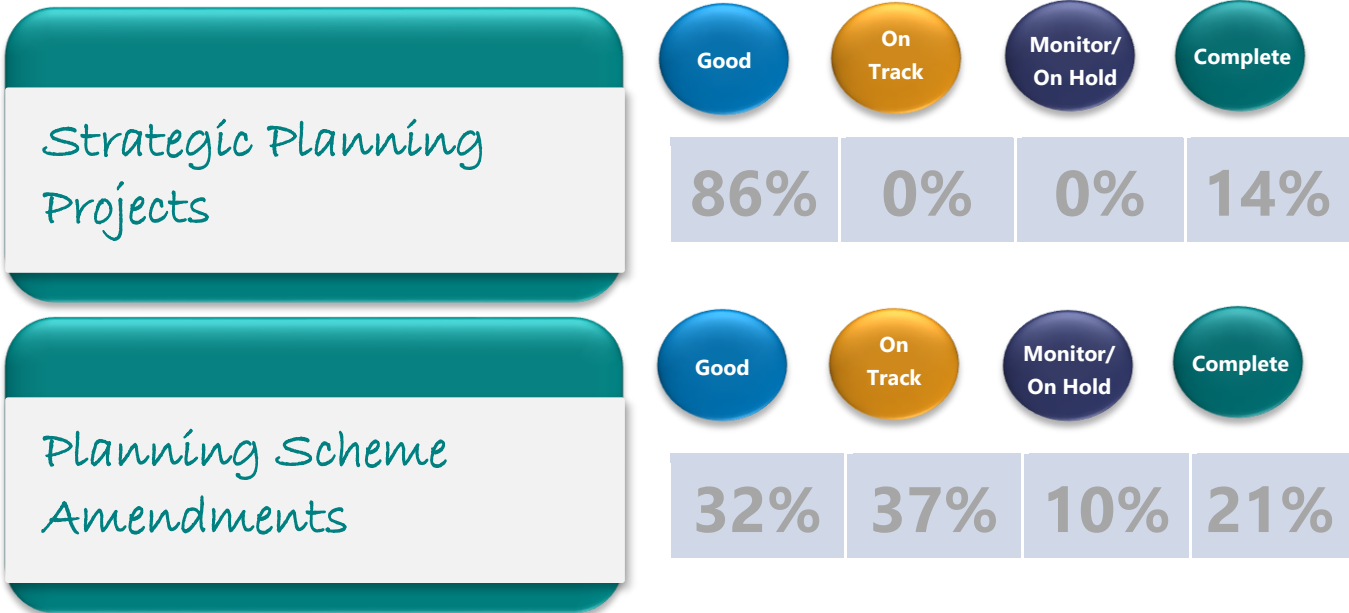 Strategic Planning
Projects
Good
On
Track
Monitor/
On Hold
Complete
86% 0% 0% 14%
Planning Scheme
Amendments
Good
On
Track
Monitor/
On Hold
Complete
32% 37% 10% 21%